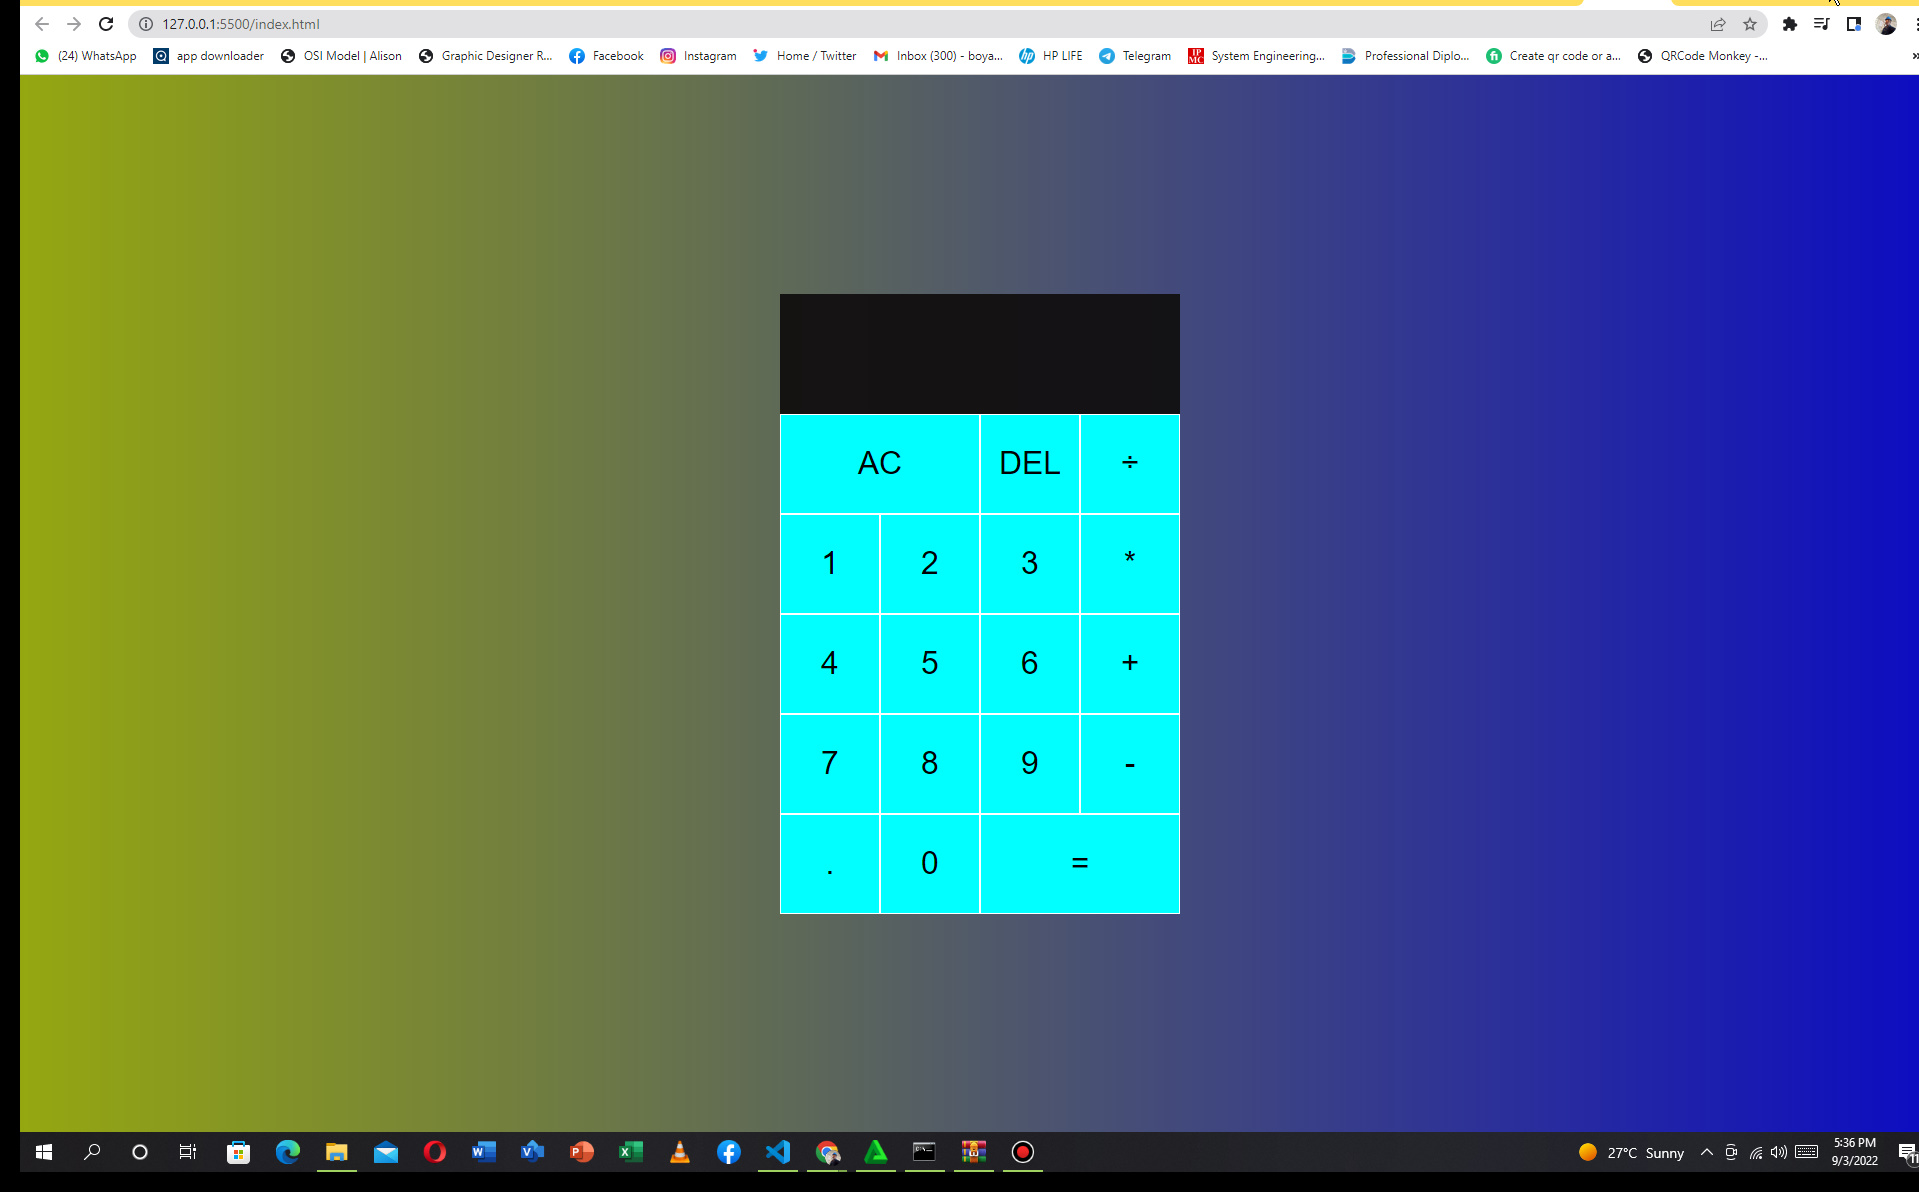 127.0.0.1:5500/index.html
(24) WhatsApp app downloader OSI Model | Alison Graphic Designer R... Facebook Instagram Home / Twitter Inbox (300) - boya... HP LIFE Telegram System Engineering... Professional Diplo... Create qr code or a... QRCode Monkey -...
AC DEL ÷
1 2 3 *
4 5 6 +
7 8 9 -
. 0 =
27°C Sunny
5:36 PM
9/3/2022